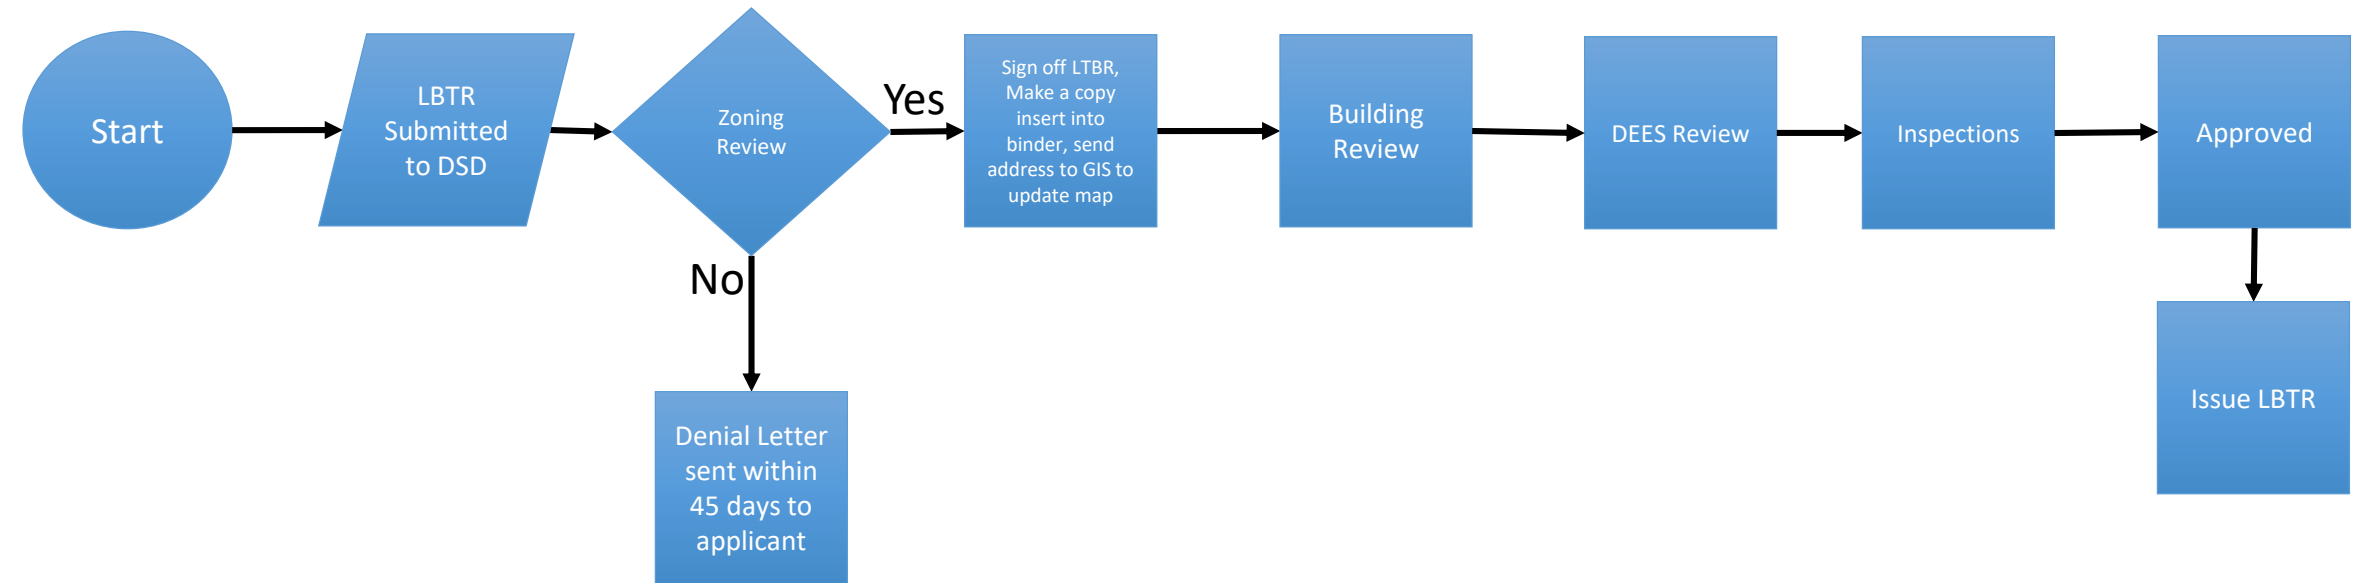 Start
LBTR
Submitted
to DSD
Zoning
Review
Yes
No
Sign off LTBR,
Make a copy
insert into
binder, send
address to GIS to
update map
Building
Review
DEES Review
Inspections
Approved
Issue LBTR
Denial Letter
sent within
45 days to
applicant